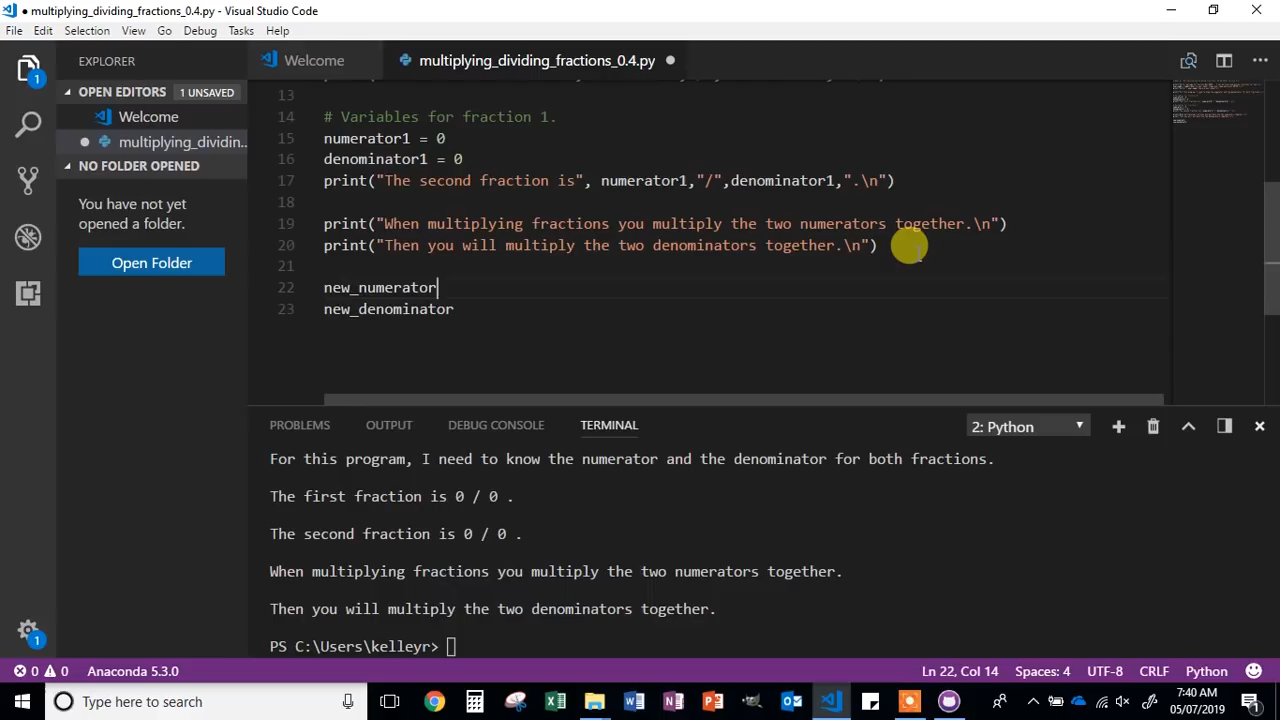 multiplying_dividing_fractions_0.4.py - Visual Studio Code
File Edit Selection View Go Debug Tasks Help
EXPLORER
OPEN EDITORS 1 UNSAVED
Welcome
multiplying_dividin...
NO FOLDER OPENED
You have not yet
opened a folder.
Open Folder
1
1
Welcome multiplying_dividing_fractions_0.4.py
13
14 # Variables for fraction 1.
15 numerator1 = 0
16 denominator1 = 0
17 print("The second fraction is", numerator1,"/",denominator1,".\n")
18
19 print("When multiplying fractions you multiply the two numerators together.\n")
20 print("Then you will multiply the two denominators together.\n")
21
22 new_numerator
23 new_denominator
PROBLEMS OUTPUT DEBUG CONSOLE TERMINAL 2: Python
For this program, I need to know the numerator and the denominator for both fractions.
The first fraction is 0 / 0 .
The second fraction is 0 / 0 .
When multiplying fractions you multiply the two numerators together.
Then you will multiply the two denominators together.
PS C:\Users\kelleyr>
0 0 Anaconda 5.3.0 Ln 22, Col 14 Spaces: 4 UTF-8 CRLF Python
Type here to search
7:40 AM
05/07/2019
1